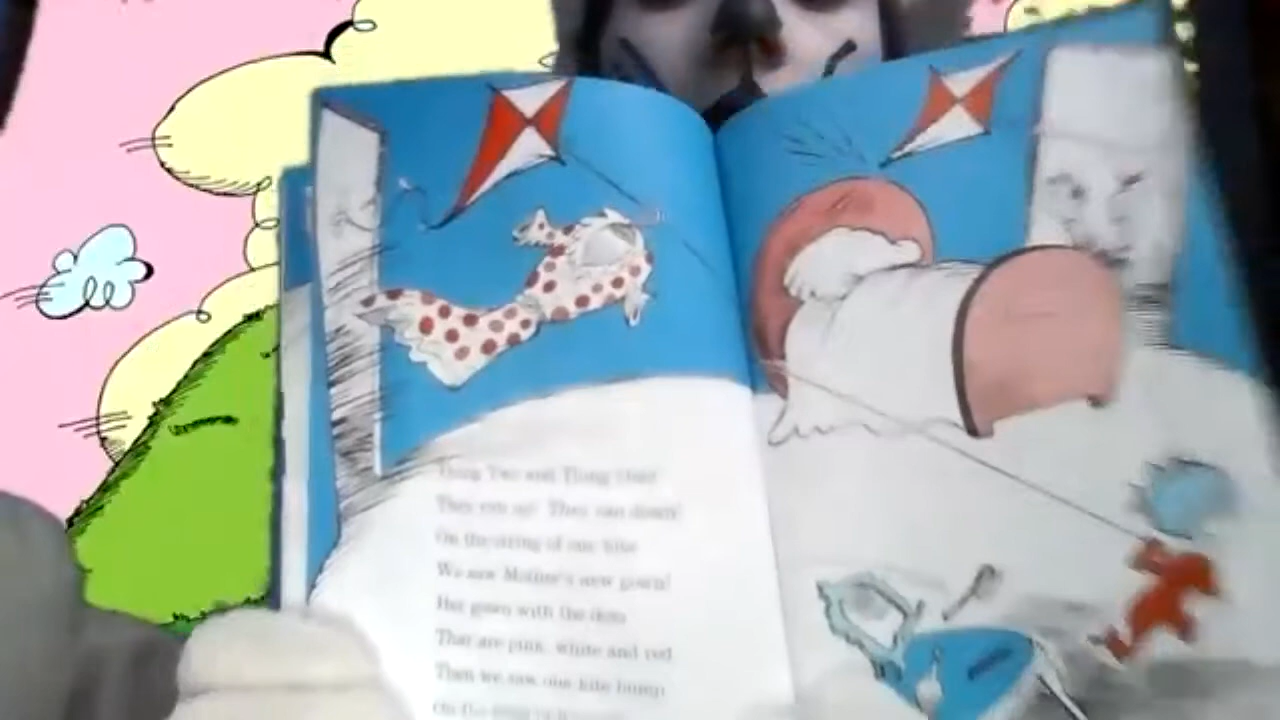 Thing Two and Thing One!
They ran up! They ran down!
On the string of one kite
We saw Mother's new gown!
Her gown with the dots
That are pink, white and red.
Then we saw one kite bump
On the